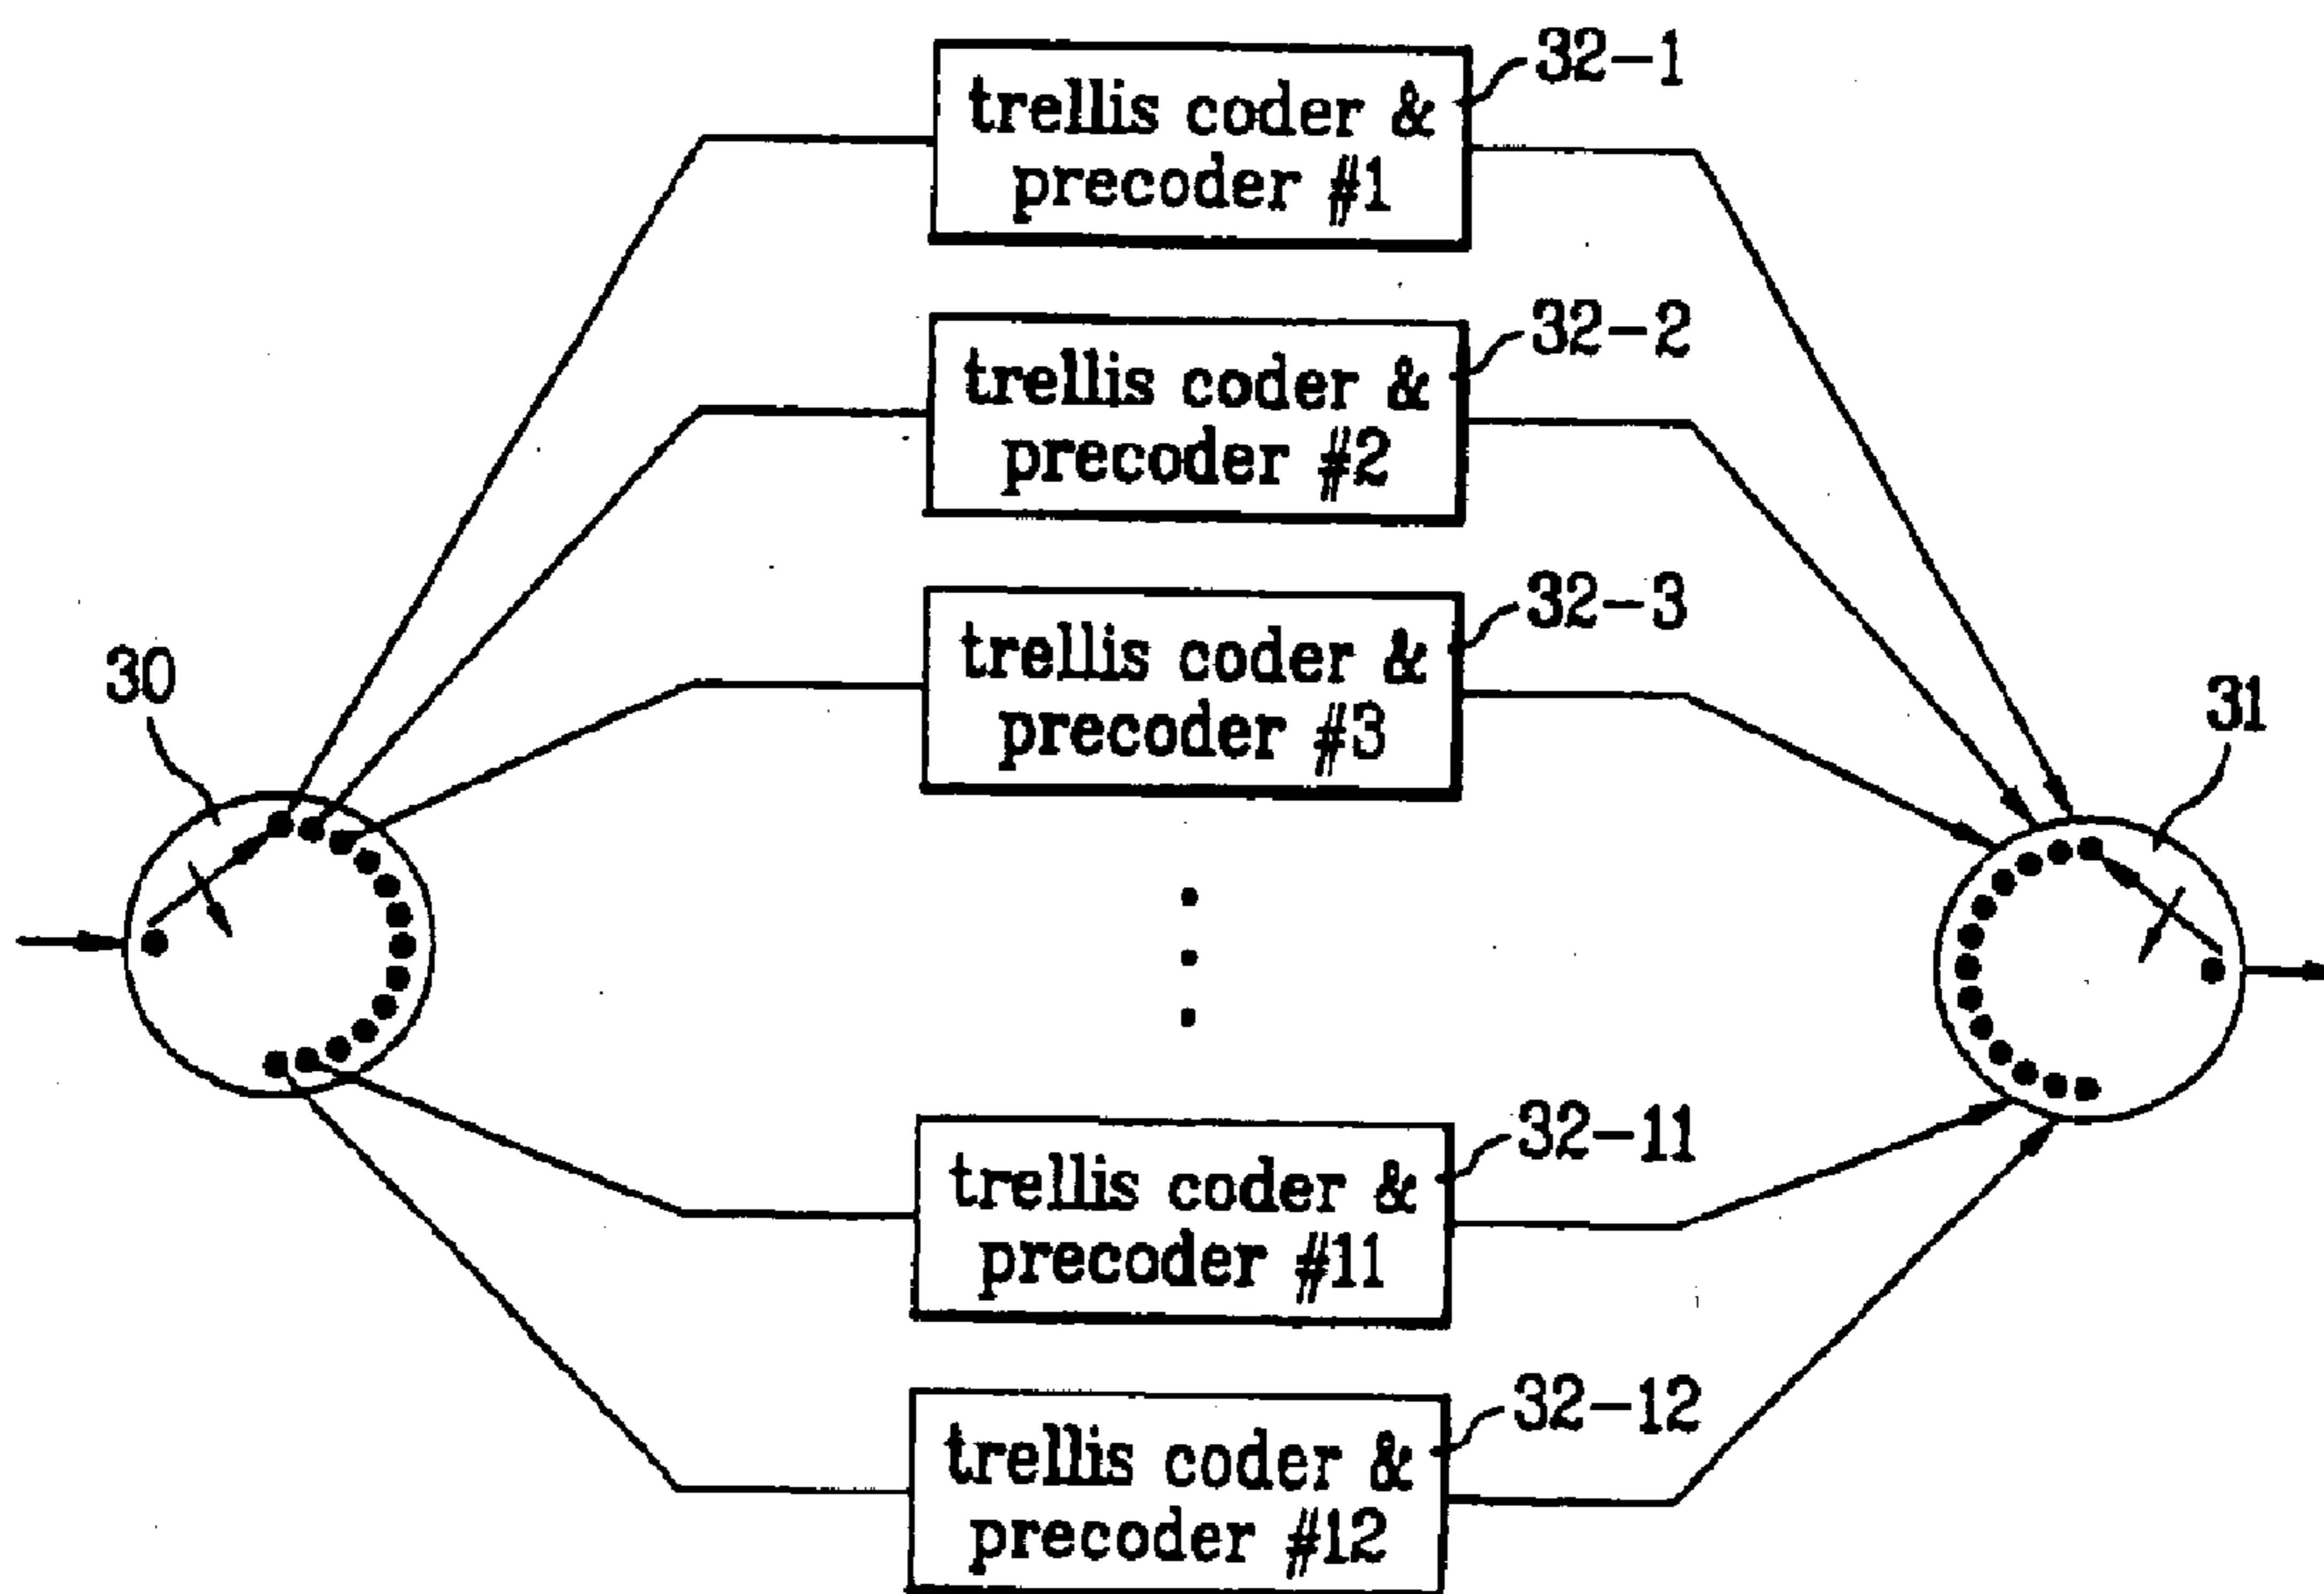 32-1
trellis coder &
precoder #1
32-2
trellis coder &
precoder #2
32-3
trellis coder &
precoder #3
30
31
32-11
trellis coder &
precoder #11
32-12
trellis coder &
precoder #12